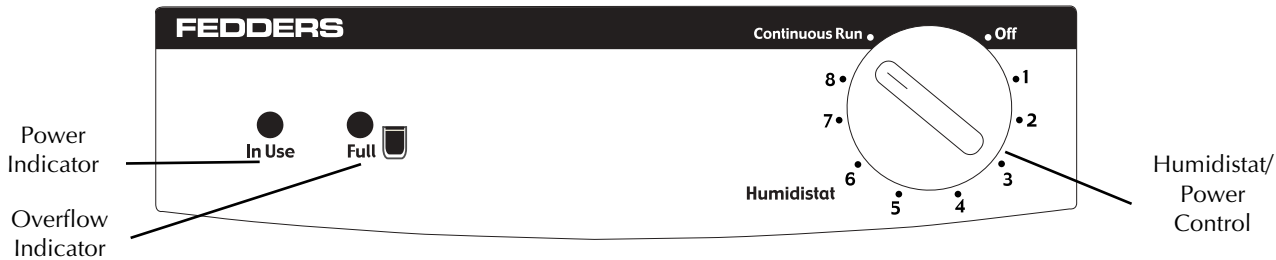 FEDDERS
Continuous Run
Off
8
1
7
2
6
3
5
4
Humidistat
In Use
Full
Power
Indicator
Overflow
Indicator
Humidistat/
Power
Control